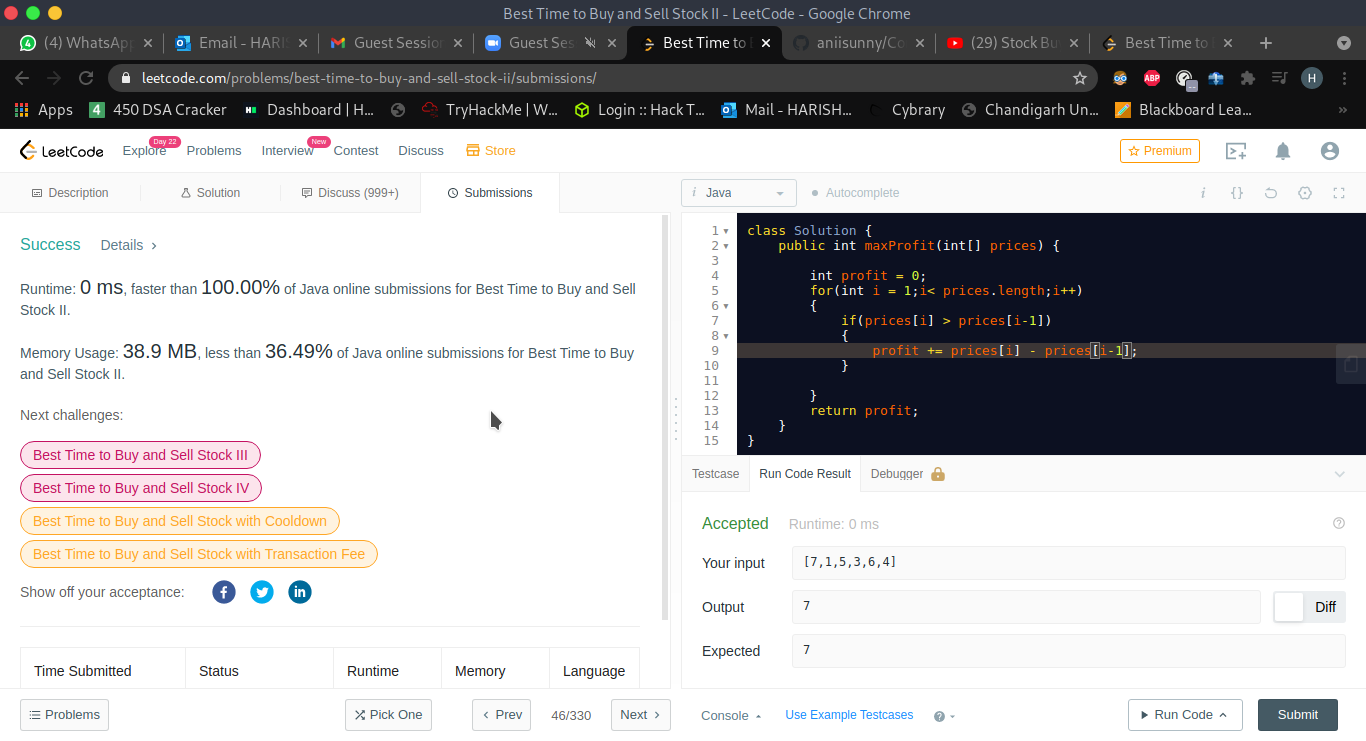 Best Time to Buy and Sell Stock II - LeetCode - Google Chrome
(4) WhatsApp
Email - HARIS
Guest Session
Guest Ses
Best Time to
aniisunny/Co
(29) Stock Bu
Best Time to
leetcode.com/problems/best-time-to-buy-and-sell-stock-ii/submissions/
ABP
H
Apps
4 450 DSA Cracker
Dashboard | H...
TryHackMe | W...
Login :: Hack T...
Mail - HARISH...
Cybrary
Chandigarh Un...
Blackboard Lea...
»
LeetCode
Explore Day 22
Problems
Interview New
Contest
Discuss
Store
Premium
Description
Solution
Discuss (999+)
Submissions
i Java
Autocomplete
Success Details >
Runtime: 0 ms, faster than 100.00% of Java online submissions for Best Time to Buy and Sell
Stock II.
Memory Usage: 38.9 MB, less than 36.49% of Java online submissions for Best Time to Buy
and Sell Stock II.
Next challenges:
Best Time to Buy and Sell Stock III
Best Time to Buy and Sell Stock IV
Best Time to Buy and Sell Stock with Cooldown
Best Time to Buy and Sell Stock with Transaction Fee
Show off your acceptance:
Time Submitted Status Runtime Memory Language
1 class Solution {
2     public int maxProfit(int[] prices) {
3
4         int profit = 0;
5         for(int i = 1;i< prices.length;i++)
6         {
7             if(prices[i] > prices[i-1])
8             {
9                 profit += prices[i] - prices[i-1];
10             }
11
12         }
13         return profit;
14     }
15 }
Testcase Run Code Result Debugger
Accepted Runtime: 0 ms
Your input [7,1,5,3,6,4]
Output 7 Diff
Expected 7
Problems
Pick One
< Prev
46/330
Next >
Console
Use Example Testcases
Run Code
Submit